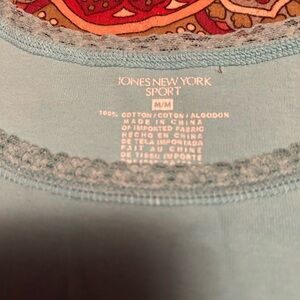 JONES NEW YORK
SPORT
M/M
100% COTTON/COTON/ALGODON
MADE IN CHINA
OF IMPORTED FABRIC
HECHO EN CHINA
DE TELA IMPORTADA
FAIT AU CHINE
DE TISSU IMPORTE